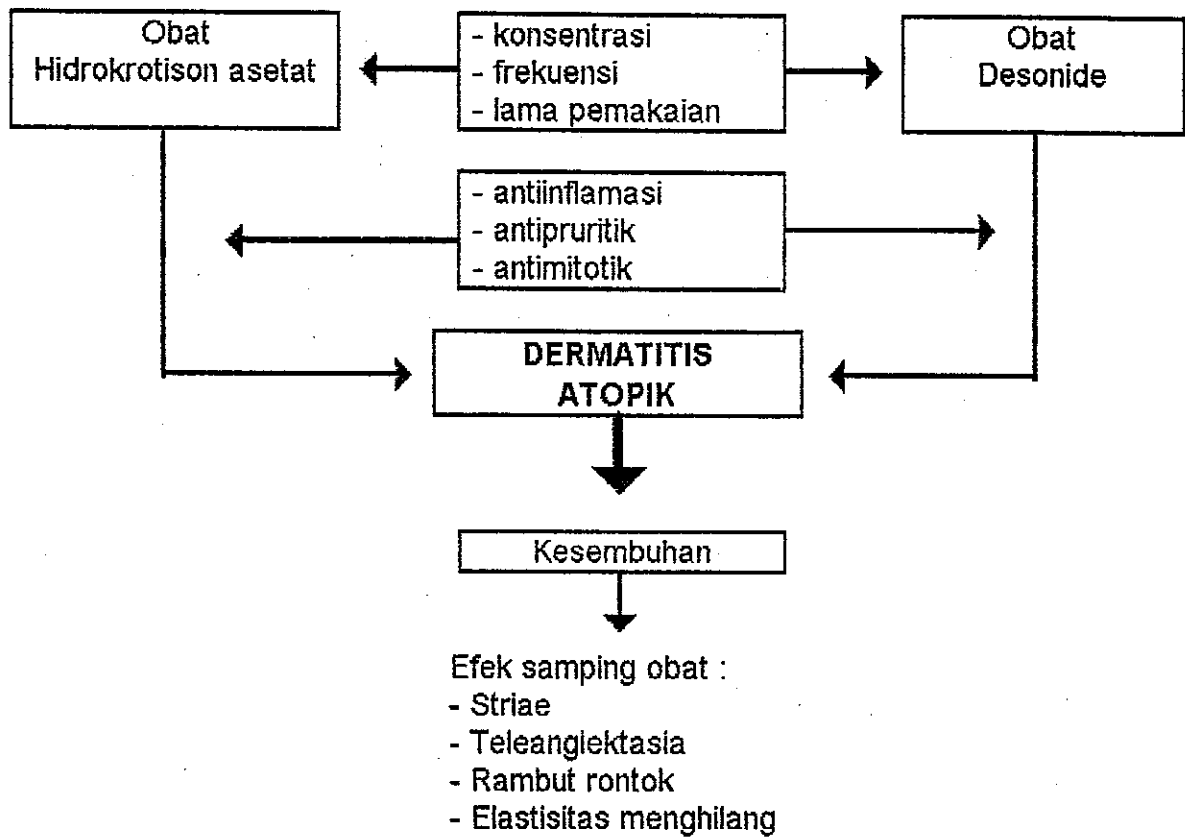 Obat
Hidrokrotison asetat
- konsentrasi
- frekuensi
- lama pemakaian
Obat
Desonide
- antiinflamasi
- antipruritik
- antimitotik
DERMATITIS
ATOPIK
Kesembuhan
Efek samping obat :
- Striae
- Teleangiektasia
- Rambut rontok
- Elastisitas menghilang